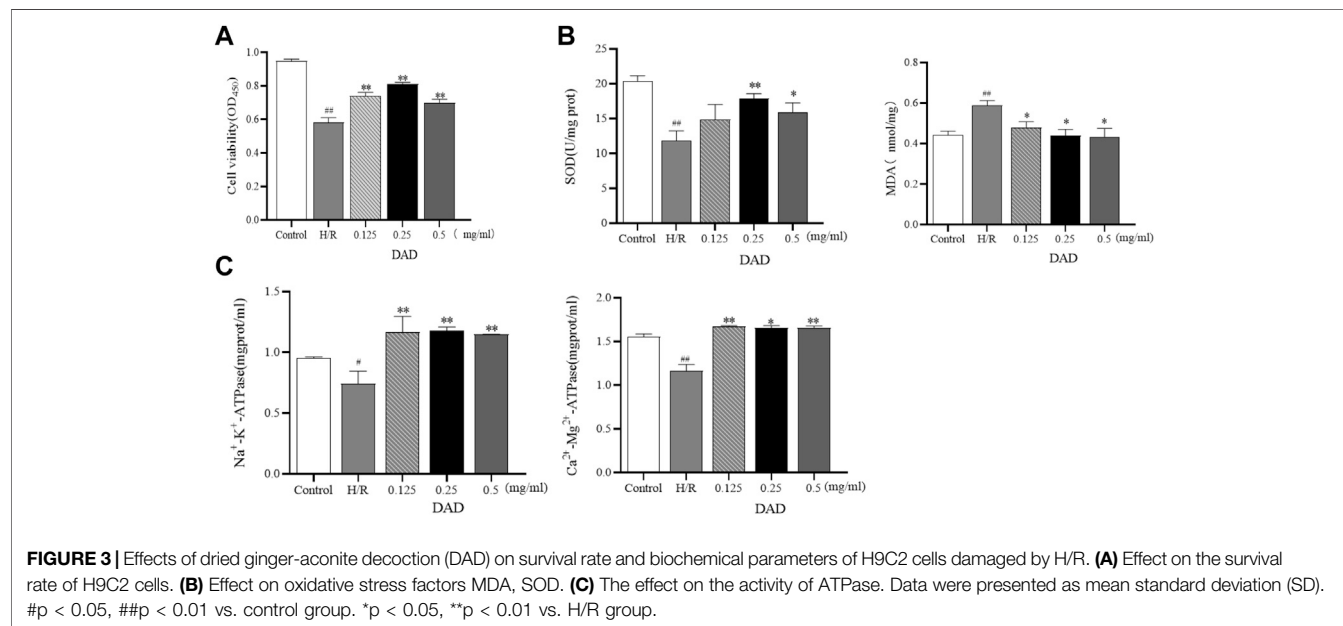 A
Cell viability(OD450)
1.0
0.8
0.6
0.4
0.2
0.0
##
**
**
**
Control H/R 0.125 0.25 0.5 ( mg/ml)
DAD
B
SOD(U/mg prot)
25
20
15
10
5
0
##
**
*
Control H/R 0.125 0.25 0.5 (mg/ml)
DAD
MDA( nmol/mg)
0.8
0.6
0.4
0.2
0.0
##
*
*
*
Control H/R 0.125 0.25 0.5 (mg/ml)
DAD
C
Na+-K+-ATPase(mgprot/ml)
1.5
1.0
0.5
0.0
#
**
**
**
Control H/R 0.125 0.25 0.5 (mg/ml)
DAD
Ca2+-Mg2+-ATPase(mgprot/ml)
2.0
1.5
1.0
0.5
0.0
##
**
*
**
Control H/R 0.125 0.25 0.5 (mg/ml)
DAD
FIGURE 3 | Effects of dried ginger-aconite decoction (DAD) on survival rate and biochemical parameters of H9C2 cells damaged by H/R. (A) Effect on the survival
rate of H9C2 cells. (B) Effect on oxidative stress factors MDA, SOD. (C) The effect on the activity of ATPase. Data were presented as mean standard deviation (SD).
#p < 0.05, ##p < 0.01 vs. control group. *p < 0.05, **p < 0.01 vs. H/R group.